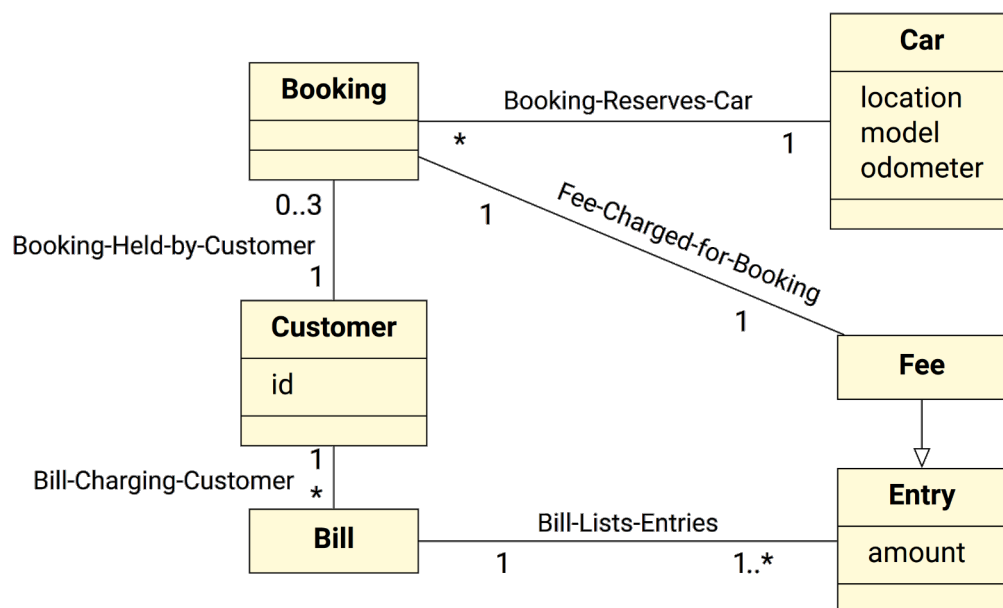 Car
Booking
Booking-Reserves-Car
location
model
odometer
*
1
0..3
1
Fee-Charged-for-Booking
Booking-Held-by-Customer
1
1
Customer
Fee
id
1
Bill-Charging-Customer
*
Entry
Bill
Bill-Lists-Entries
amount
1
1..*